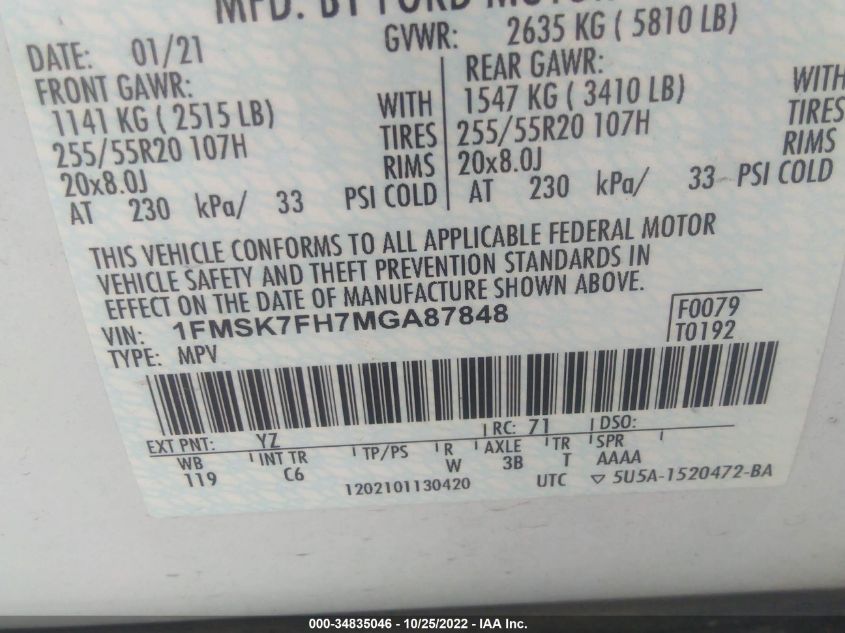 MFD. BY FORD MOTOR
DATE: 01/21 GVWR: 2635 KG ( 5810 LB)
FRONT GAWR: REAR GAWR:
1141 KG ( 2515 LB) WITH 1547 KG ( 3410 LB) WITH
255/55R20 107H TIRES 255/55R20 107H TIRES
20x8.0J RIMS 20x8.0J RIMS
AT 230 kPa/ 33 PSI COLD AT 230 kPa/ 33 PSI COLD
THIS VEHICLE CONFORMS TO ALL APPLICABLE FEDERAL MOTOR
VEHICLE SAFETY AND THEFT PREVENTION STANDARDS IN
EFFECT ON THE DATE OF MANUFACTURE SHOWN ABOVE.
VIN: 1FMSK7FH7MGA87848 F0079
TYPE: MPV T0192
EXT PNT: YZ RC: 71 DSO:
WB INT TR TP/PS R AXLE TR SPR
119 C6 W 3B T AAAA
1202101130420 UTC ▽ 5U5A-1520472-BA
000-34835046 - 10/25/2022 - IAA Inc.